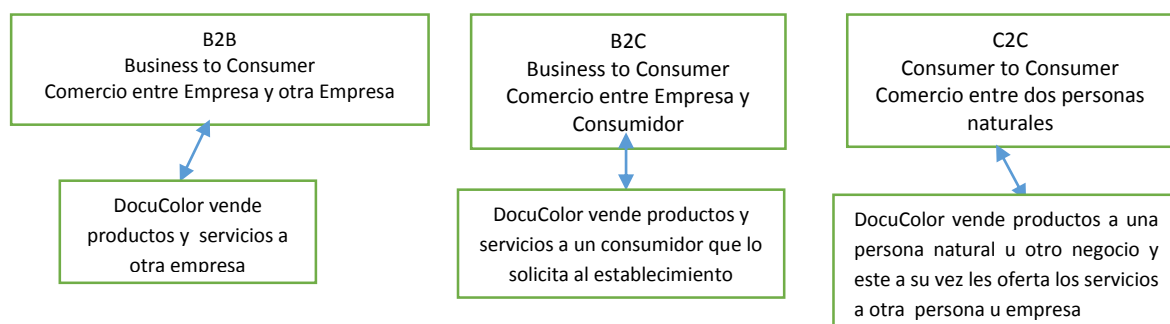 B2B
Business to Consumer
Comercio entre Empresa y otra Empresa
DocuColor vende
productos y servicios a
otra empresa
B2C
Business to Consumer
Comercio entre Empresa y
Consumidor
DocuColor vende productos y
servicios a un consumidor que lo
solicita al establecimiento
C2C
Consumer to Consumer
Comercio entre dos personas
naturales
DocuColor vende productos a una
persona natural u otro negocio y
este a su vez les oferta los servicios
a otra persona u empresa